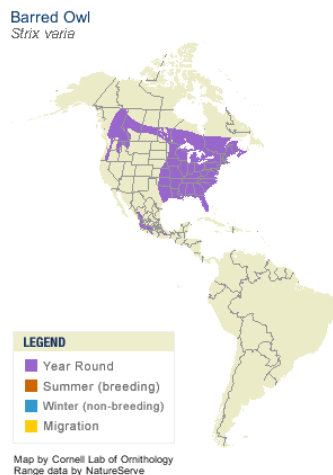 Barred Owl
Strix varia
LEGEND
Year Round
Summer (breeding)
Winter (non-breeding)
Migration
Map by Cornell Lab of Ornithology
Range data by NatureServe